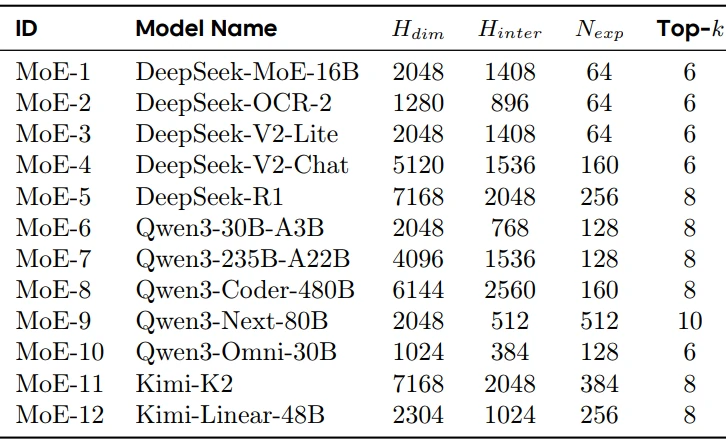 ID Model Name H_dim H_inter N_exp Top-k
MoE-1 DeepSeek-MoE-16B 2048 1408 64 6
MoE-2 DeepSeek-OCR-2 1280 896 64 6
MoE-3 DeepSeek-V2-Lite 2048 1408 64 6
MoE-4 DeepSeek-V2-Chat 5120 1536 160 6
MoE-5 DeepSeek-R1 7168 2048 256 8
MoE-6 Qwen3-30B-A3B 2048 768 128 8
MoE-7 Qwen3-235B-A22B 4096 1536 128 8
MoE-8 Qwen3-Coder-480B 6144 2560 160 8
MoE-9 Qwen3-Next-80B 2048 512 512 10
MoE-10 Qwen3-Omni-30B 1024 384 128 6
MoE-11 Kimi-K2 7168 2048 384 8
MoE-12 Kimi-Linear-48B 2304 1024 256 8